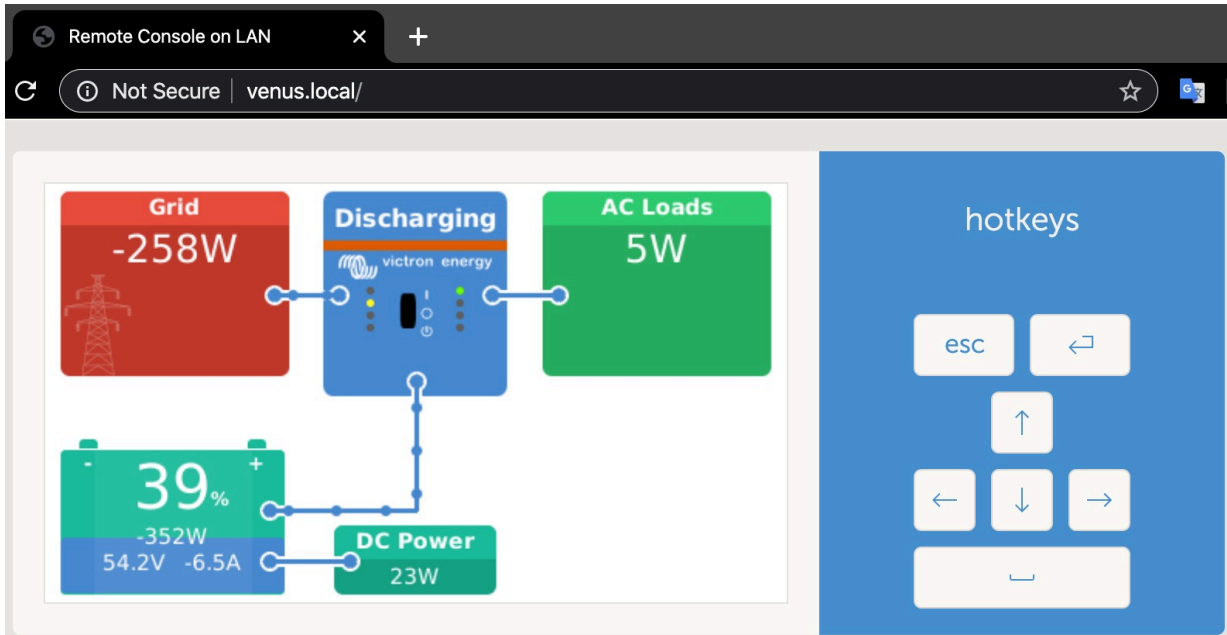 Remote Console on LAN
Not Secure venus.local/
Grid
-258W
Discharging
victron energy
AC Loads
5W
39%
- +
-352W
54.2V -6.5A
DC Power
23W
hotkeys
esc